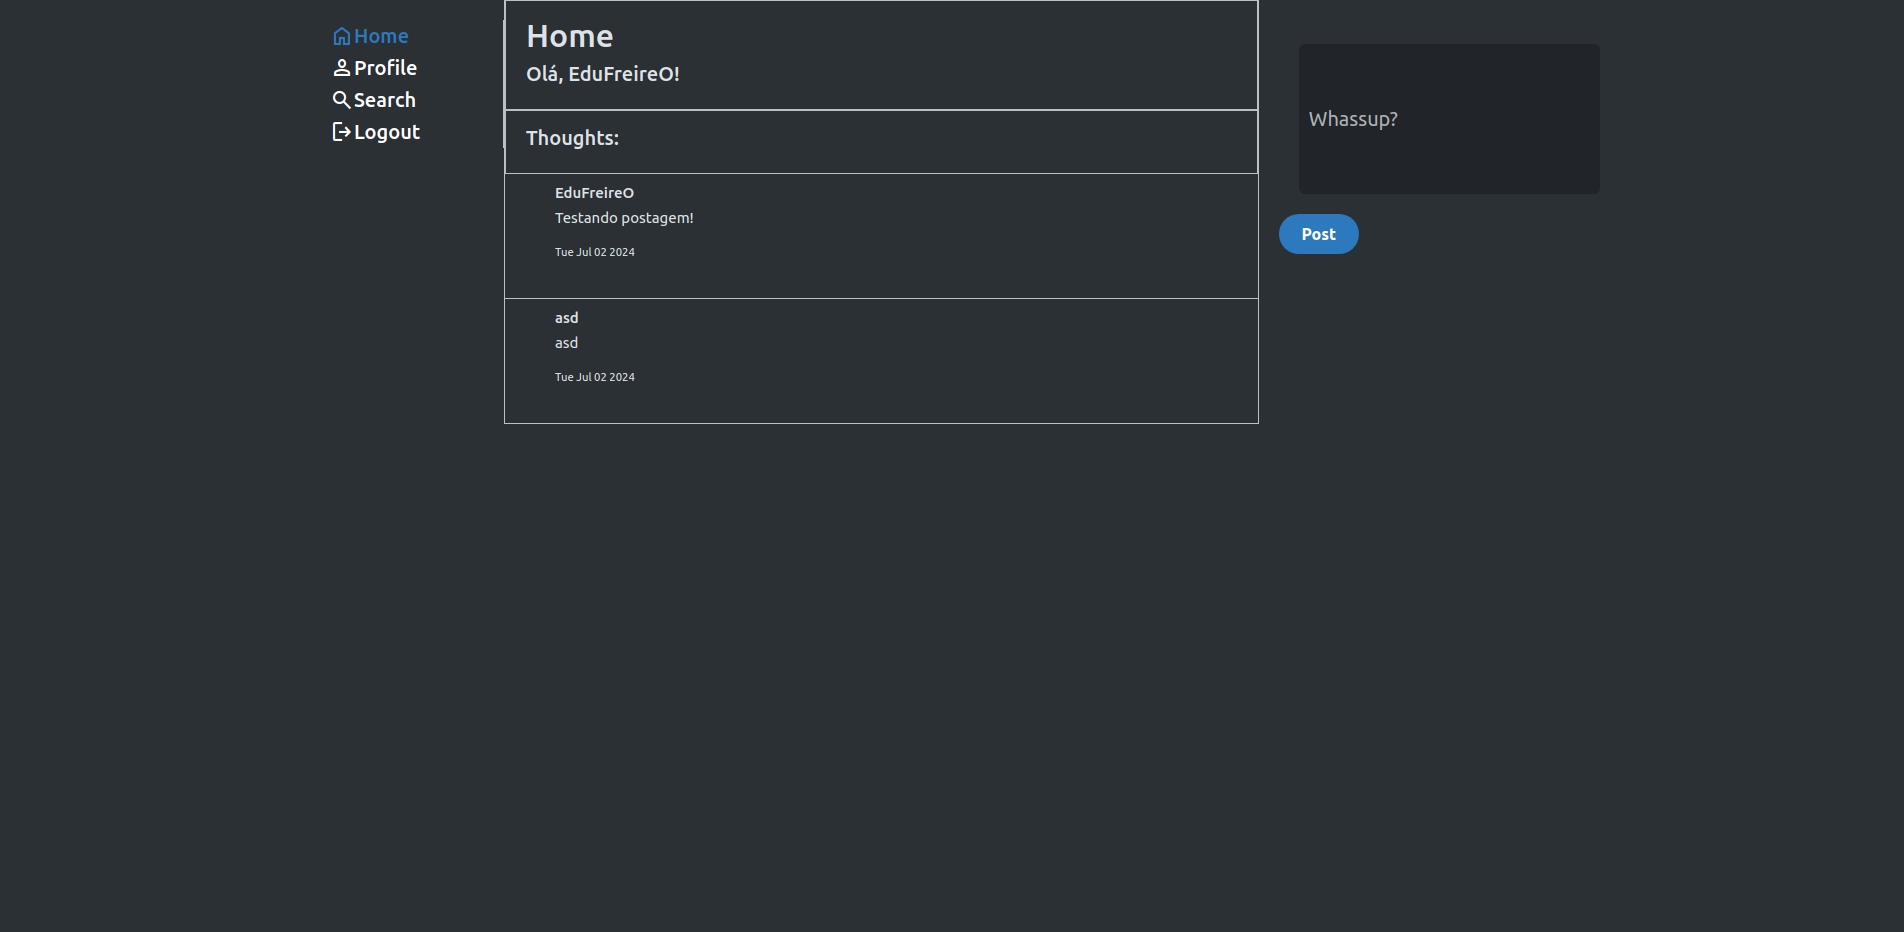 Home
Profile
Search
Logout
Home
Olá, EduFreireO!
Thoughts:
EduFreireO
Testando postagem!
Tue Jul 02 2024
asd
asd
Tue Jul 02 2024
Whassup?
Post